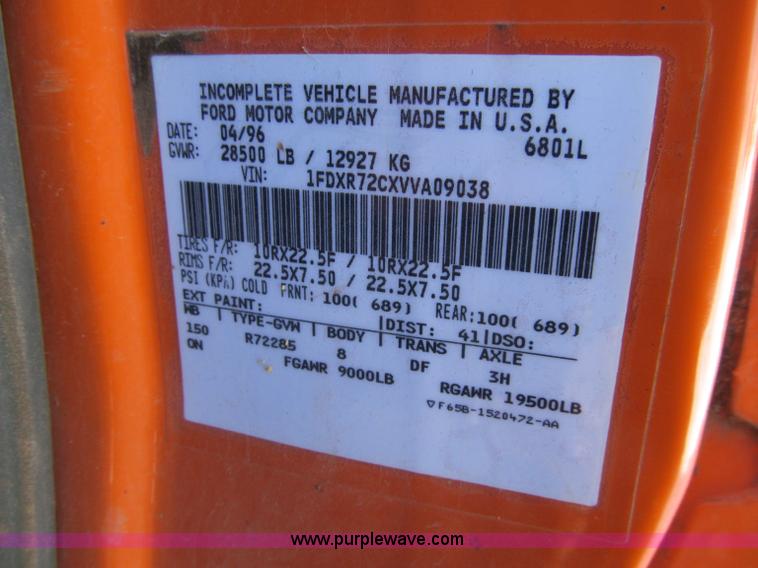 INCOMPLETE VEHICLE MANUFACTURED BY
FORD MOTOR COMPANY MADE IN U.S.A.
DATE: 04/96 6801L
GVWR: 28500 LB / 12927 KG
VIN: 1FDXR72CXVVA09038
TIRES F/R: 10RX22.5F / 10RX22.5F
RIMS F/R: 22.5X7.50 / 22.5X7.50
PSI (KPA) COLD FRNT: 100( 689) REAR:100( 689)
EXT PAINT: |DIST: 41|DSO:
WB | TYPE-GVW | BODY | TRANS | AXLE
150 R72285 8 DF 3H
ON FGAWR 9000LB RGAWR 19500LB
▽F65B-1520472-AA
www.purplewave.com